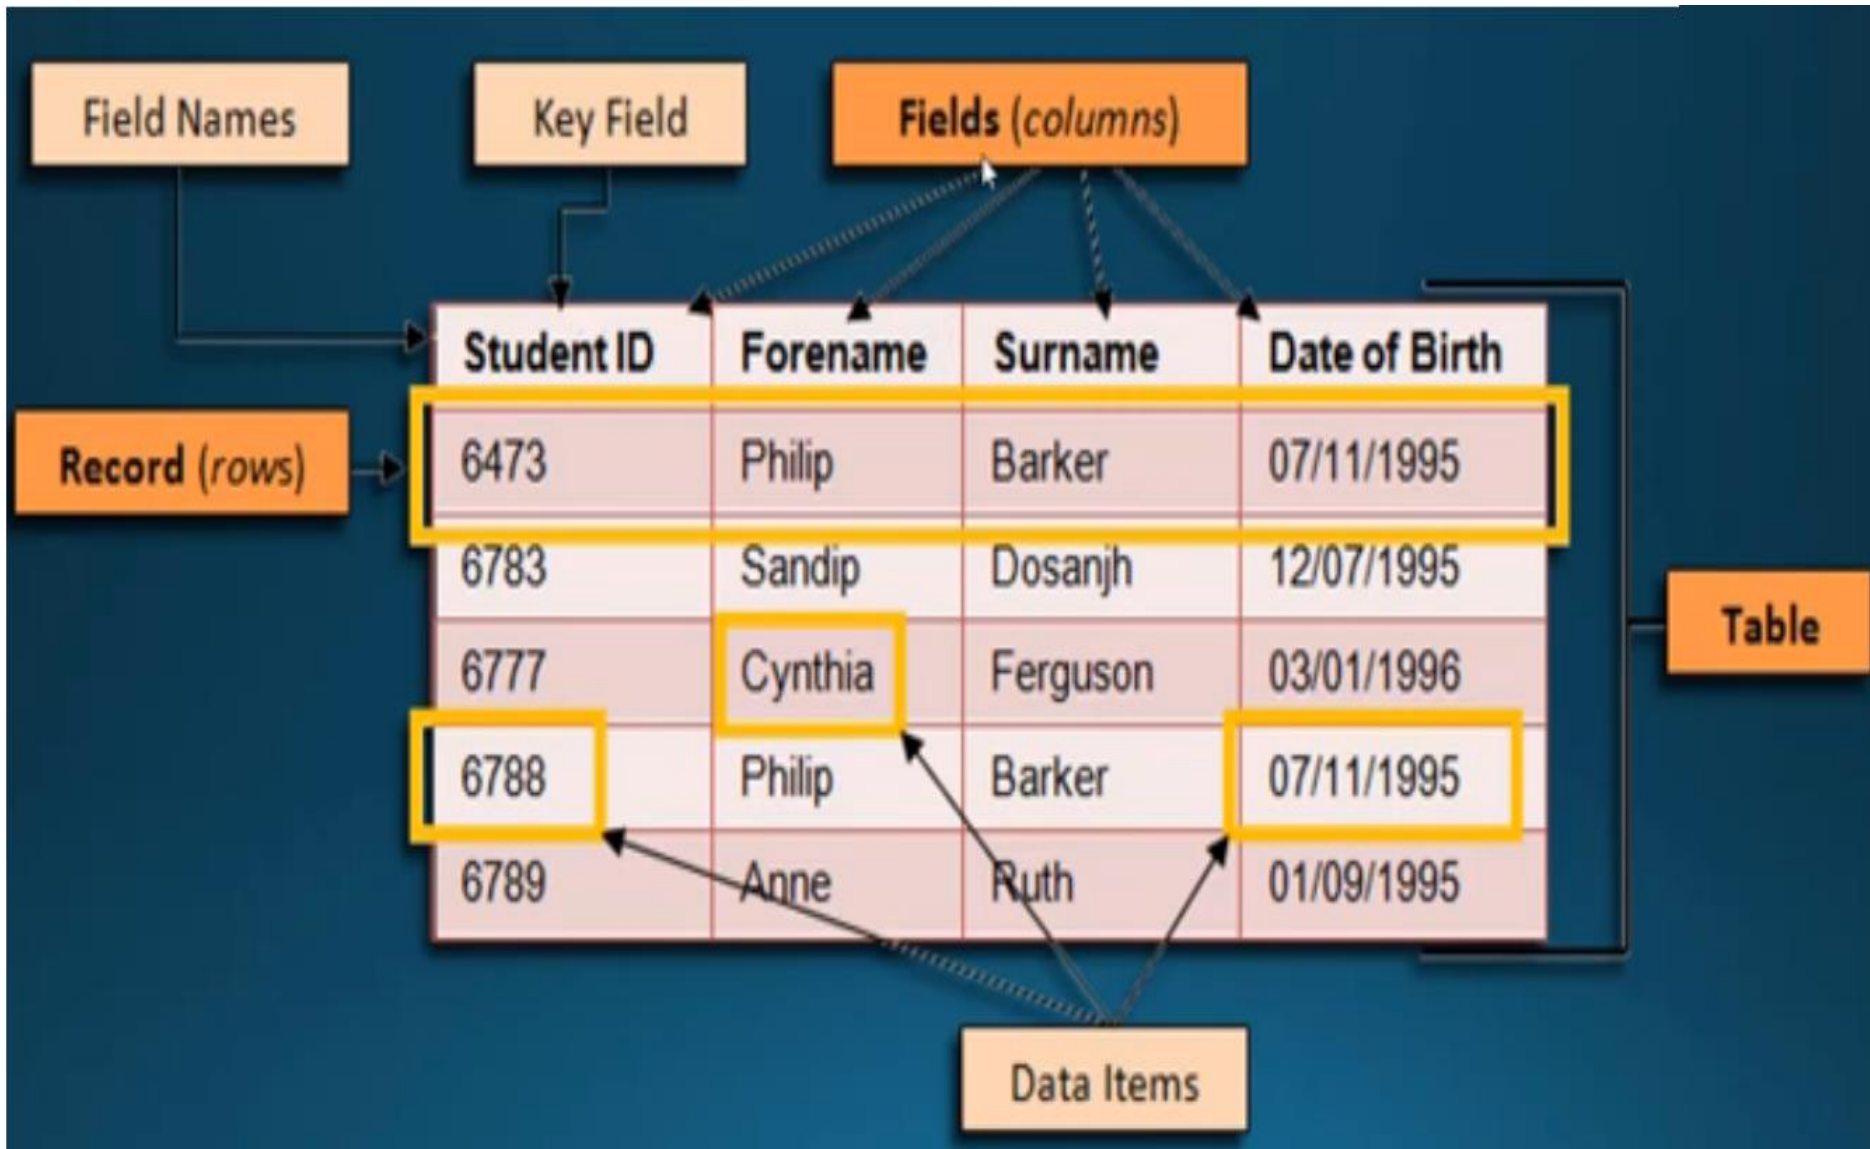 Field Names
Key Field
Fields (columns)
Student ID Forename Surname Date of Birth
Record (rows)
6473 Philip Barker 07/11/1995
6783 Sandip Dosanjh 12/07/1995
Table
6777 Cynthia Ferguson 03/01/1996
6788 Philip Barker 07/11/1995
6789 Anne Ruth 01/09/1995
Data Items